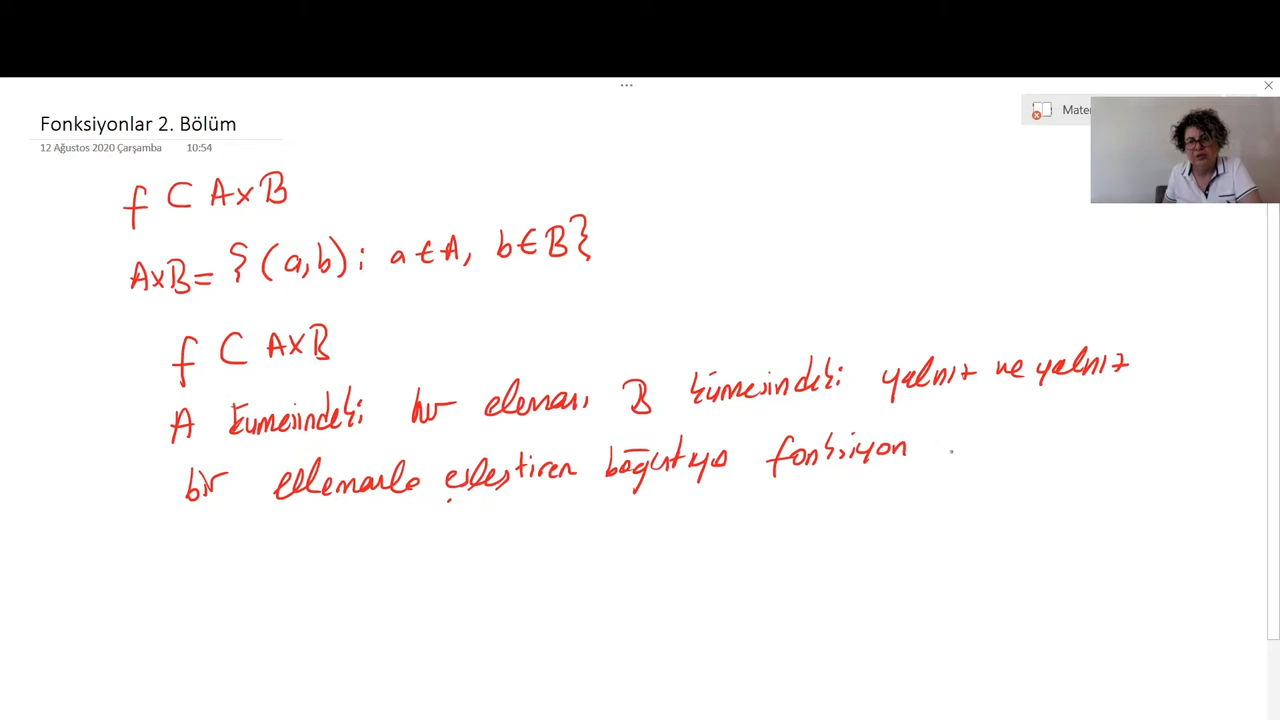 Fonksiyonlar 2. Bölüm
12 Ağustos 2020 Çarşamba 10:54
Mater
f ⊂ A×B
A×B = {(a,b); a∈A, b∈B}
f ⊂ A×B
A kümesindeki her elemanı B kümesindeki yalnız ve yalnız
bir elemanla eşleştiren bağıntıya fonksiyon